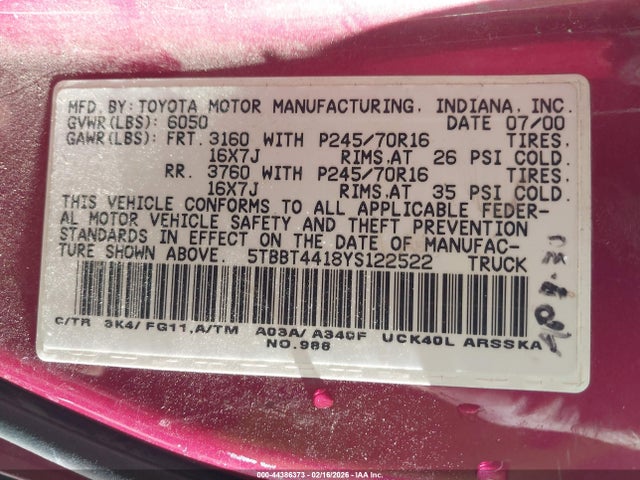 MFD. BY: TOYOTA MOTOR MANUFACTURING. INDIANA, INC.
GVWR(LBS): 6050 DATE 07/00
GAWR(LBS): FRT. 3160 WITH P245/70R16 TIRES.
16X7J RIMS.AT 26 PSI COLD.
RR. 3760 WITH P245/70R16 TIRES.
16X7J RIMS.AT 35 PSI COLD.
THIS VEHICLE CONFORMS TO ALL APPLICABLE FEDER-
AL MOTOR VEHICLE SAFETY AND THEFT PREVENTION
STANDARDS IN EFFECT ON THE DATE OF MANUFAC-
TURE SHOWN ABOVE. 5TBBT4418YS122522 TRUCK
C/TR 3K4/ FG11,A/TM A03A/ A340F UCK40L ARSSKA
NO.986
000-44386373 - 02/16/2026 - IAA, Inc.